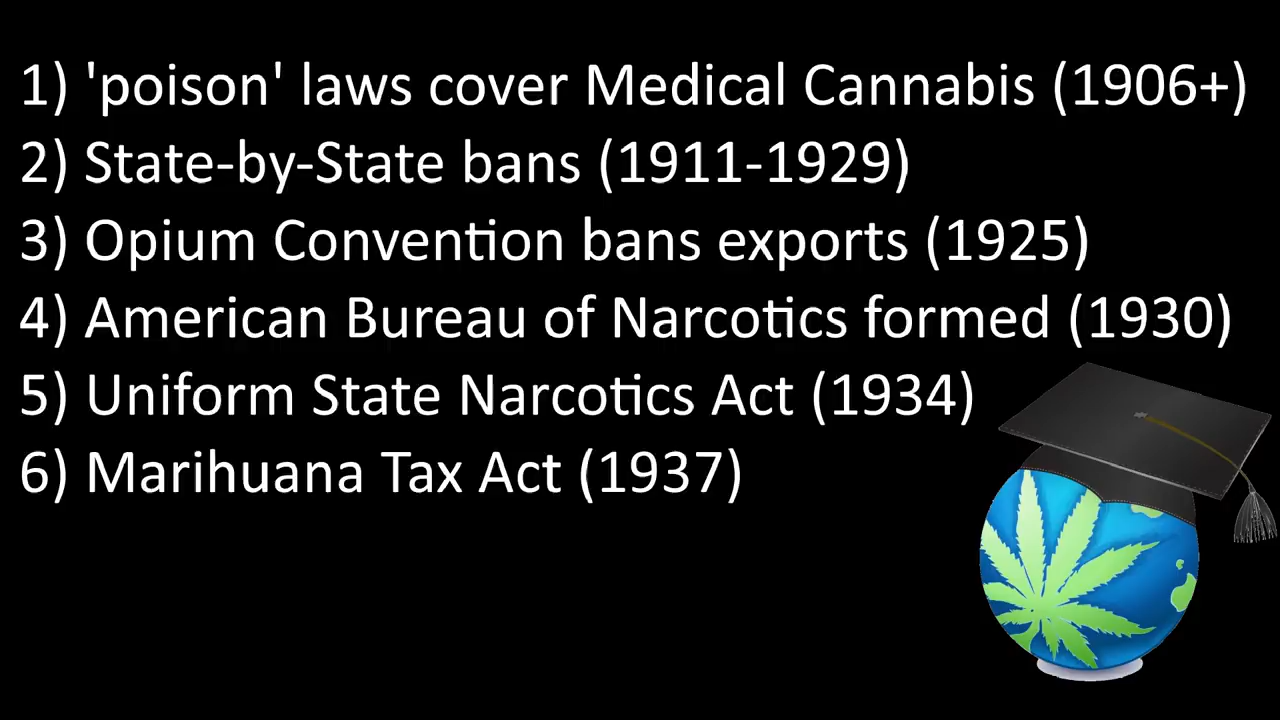 1) 'poison' laws cover Medical Cannabis (1906+)
2) State-by-State bans (1911-1929)
3) Opium Convention bans exports (1925)
4) American Bureau of Narcotics formed (1930)
5) Uniform State Narcotics Act (1934)
6) Marihuana Tax Act (1937)